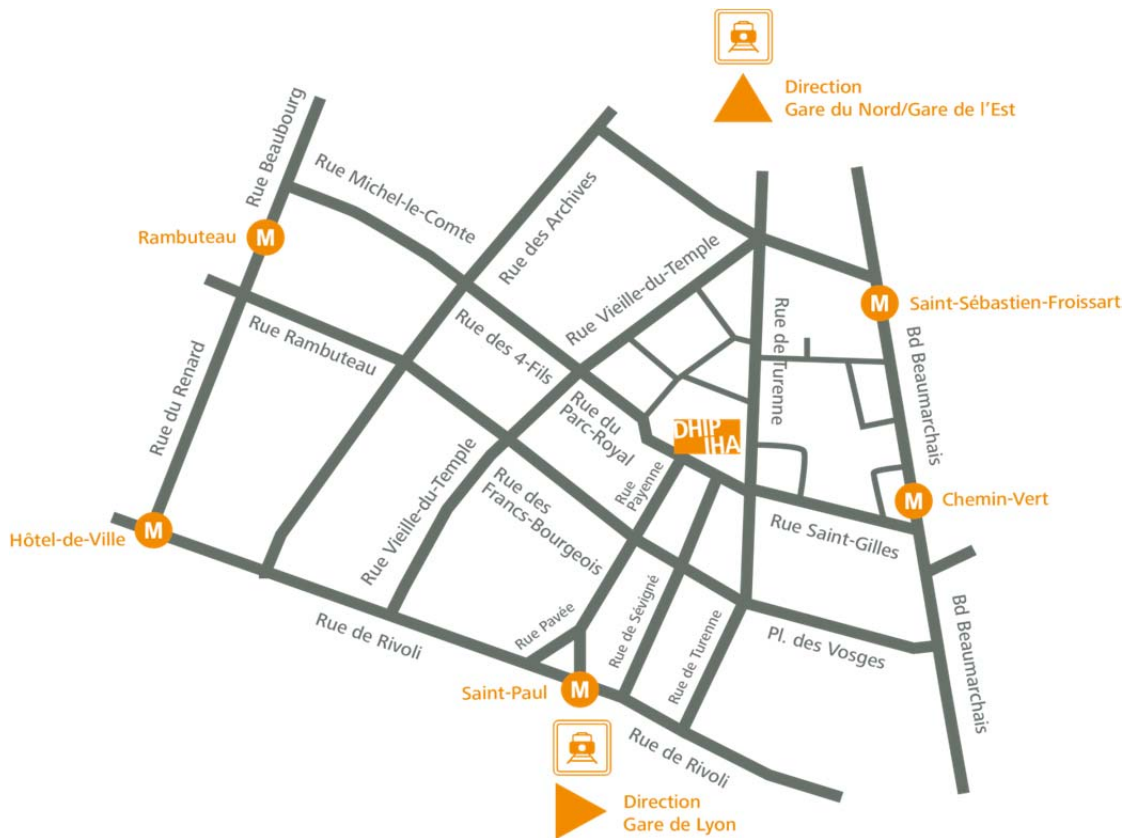 Direction
Gare du Nord/Gare de l'Est
Rue Beaubourg
Rue Michel-le-Comte
Rue des Archives
Rambuteau
M
Rue Vieille-du-Temple
M
Saint-Sébastien-Froissart
Rue Rambuteau
Rue des 4-Fils
Rue de Turenne
Bd Beaumarchais
Rue du Renard
Rue du
Parc-Royal
DHIP
IHA
Rue
Payenne
M
Chemin-Vert
Hôtel-de-Ville
M
Rue Vieille-du-Temple
Rue des
Francs-Bourgeois
Rue Saint-Gilles
Rue de Rivoli
Rue Pavée
Rue de Sévigné
Rue de Turenne
Pl. des Vosges
Bd Beaumarchais
Saint-Paul
M
Rue de Rivoli
Direction
Gare de Lyon